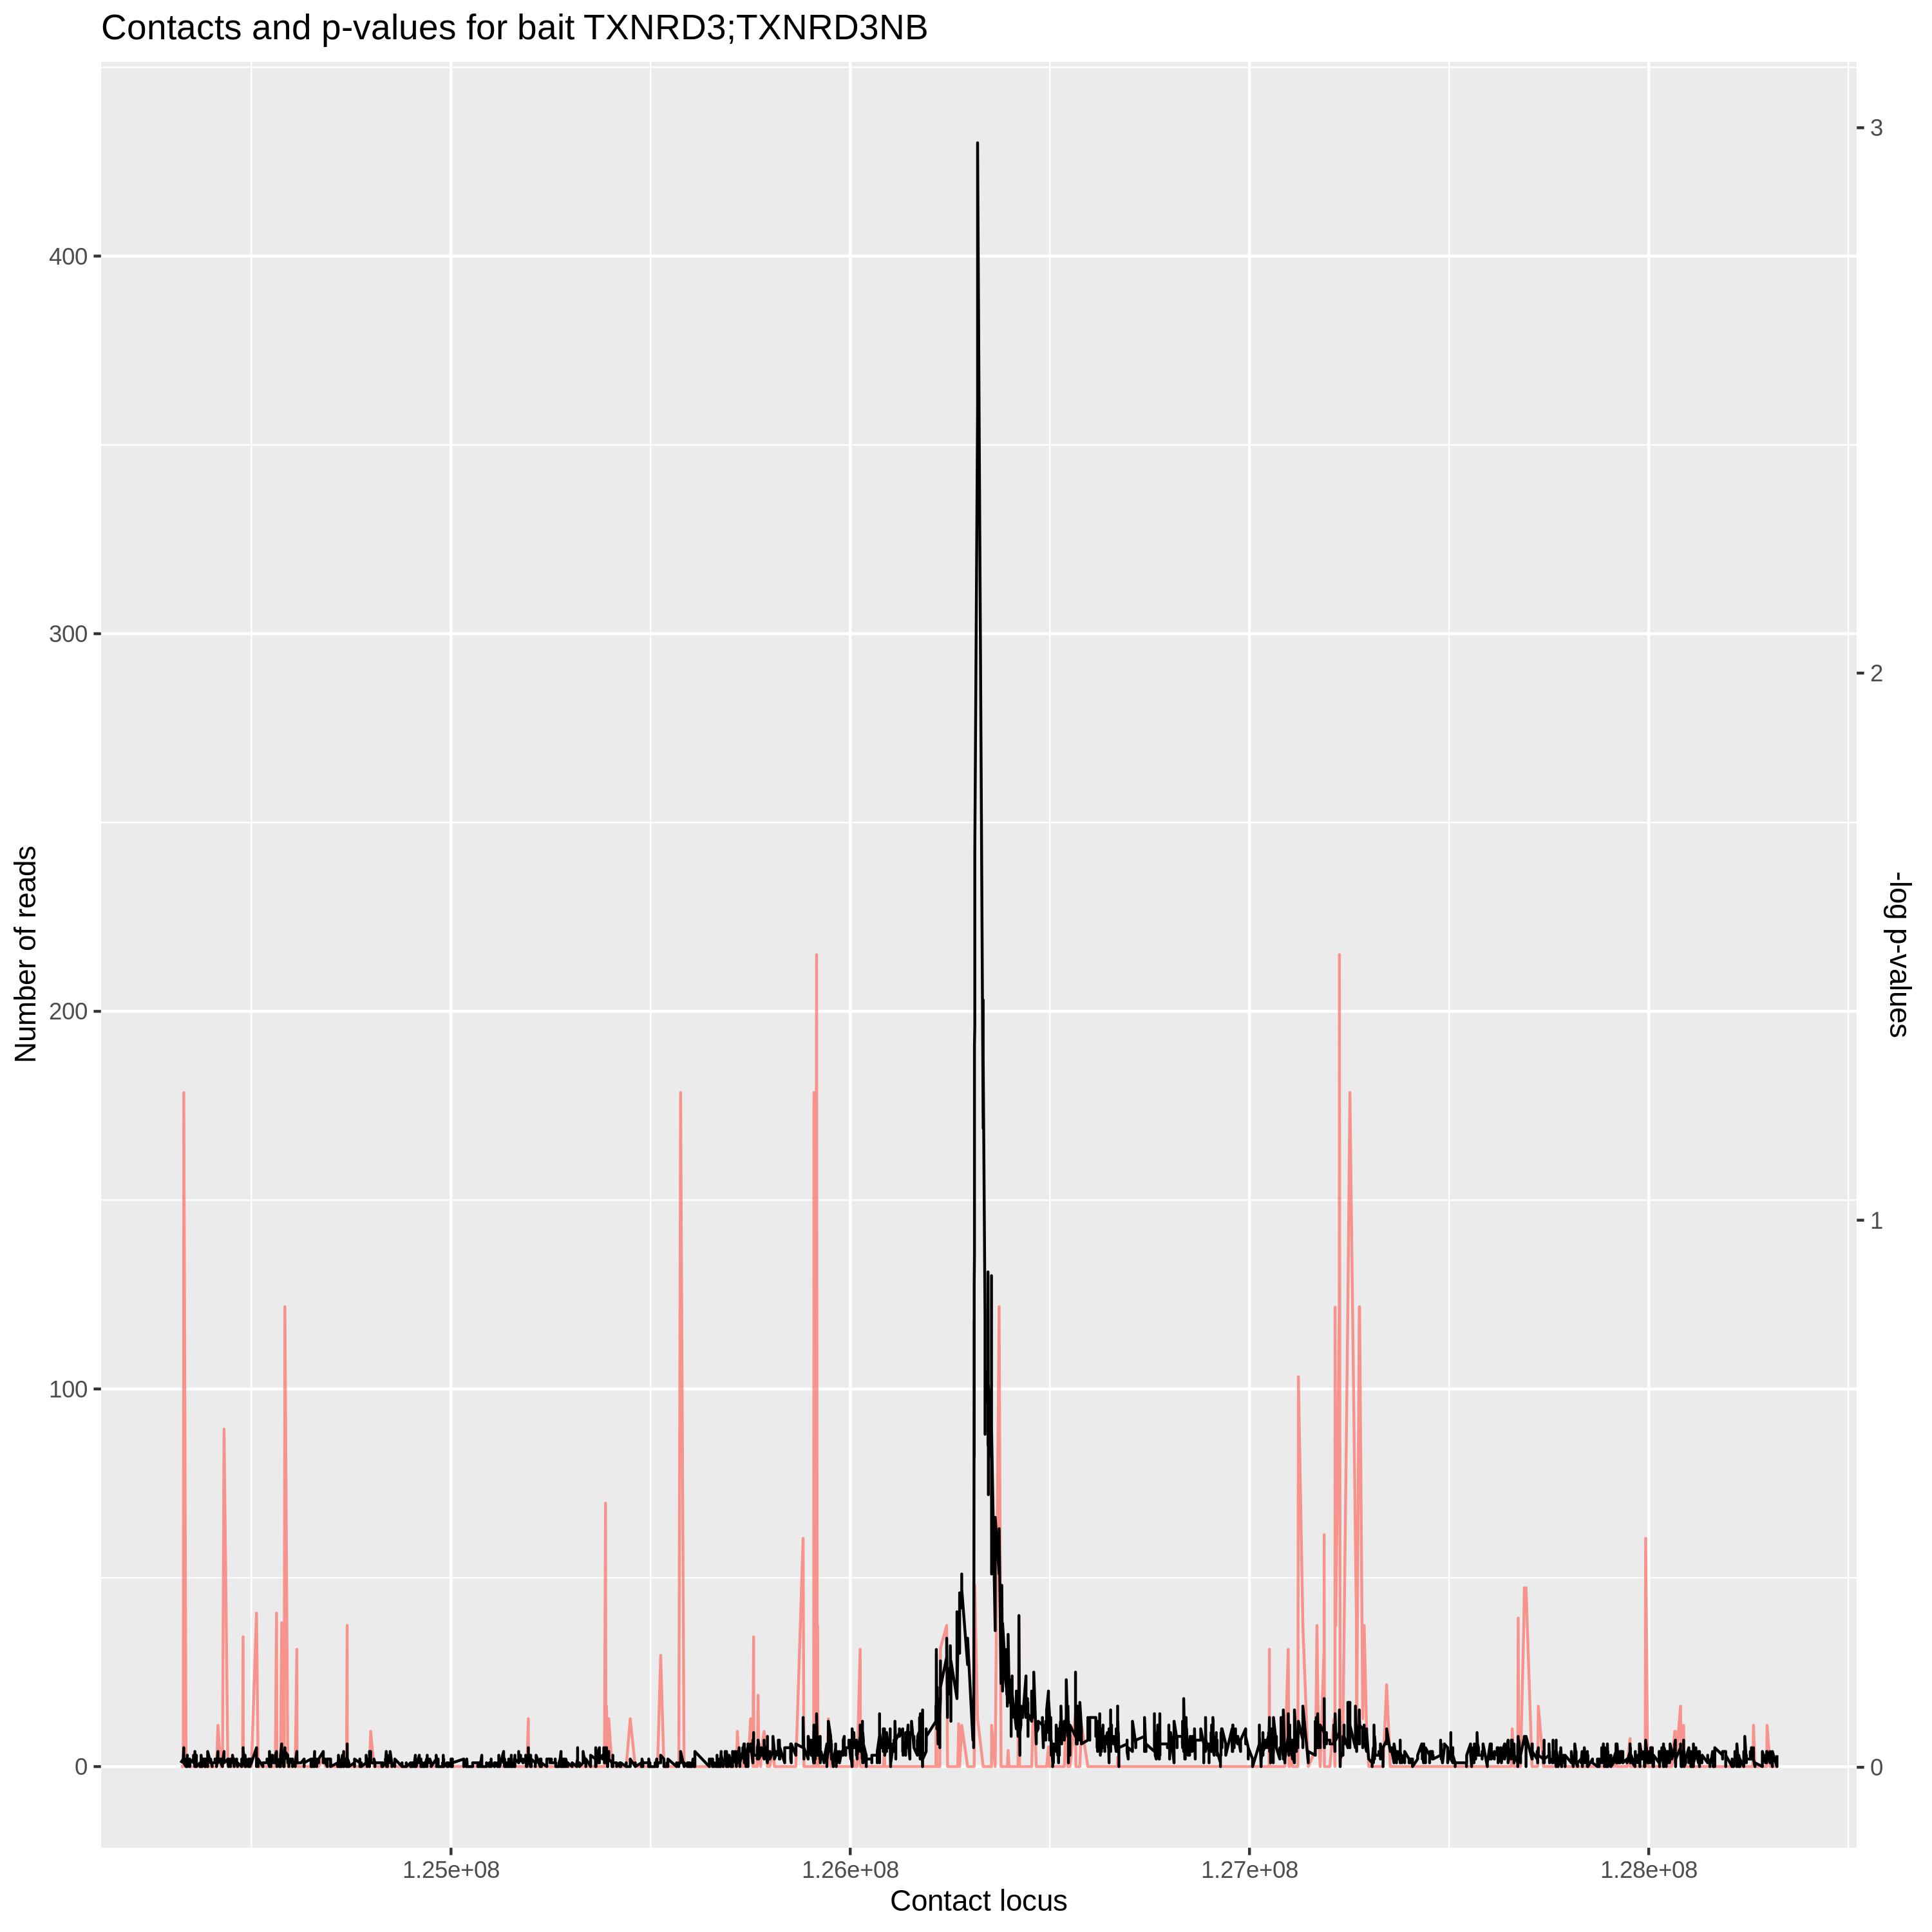 Contacts and p-values for bait TXNRD3;TXNRD3NB
Number of reads
400
300
200
100
0
3
2
1
0
-log p-values
1.25e+08
1.26e+08
1.27e+08
1.28e+08
Contact locus